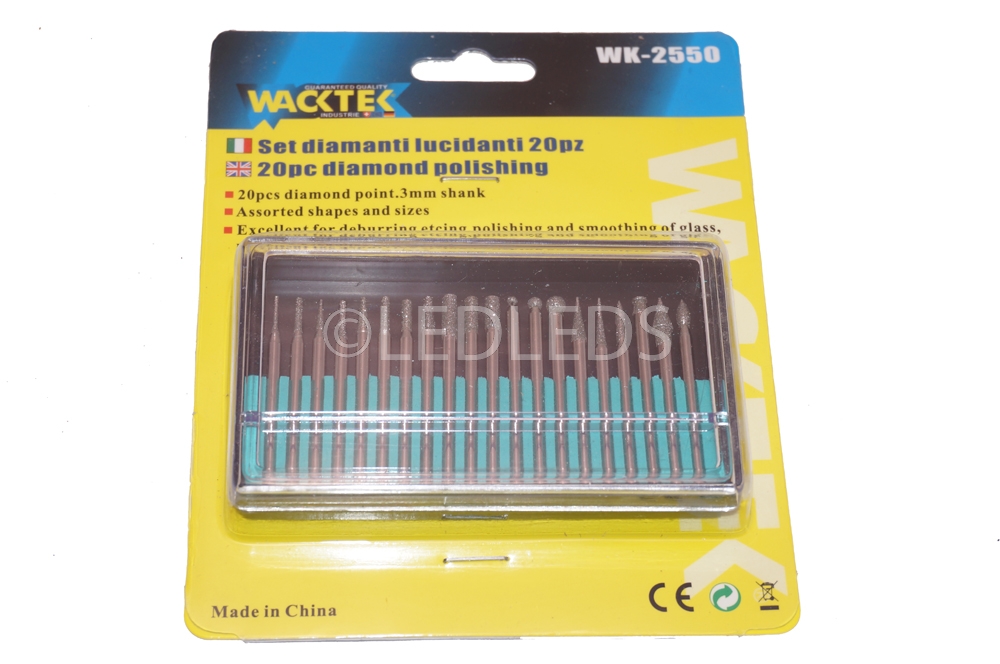 WK-2550
GUARANTEED QUALITY
WACKTEK
INDUSTRIE
Set diamanti lucidanti 20pz
20pc diamond polishing
20pcs diamond point.3mm shank
Assorted shapes and sizes
Excellent for deburring etcing polishing and smoothing of glass,
©LEDLEDS
WACKTEK
Made in China
CE